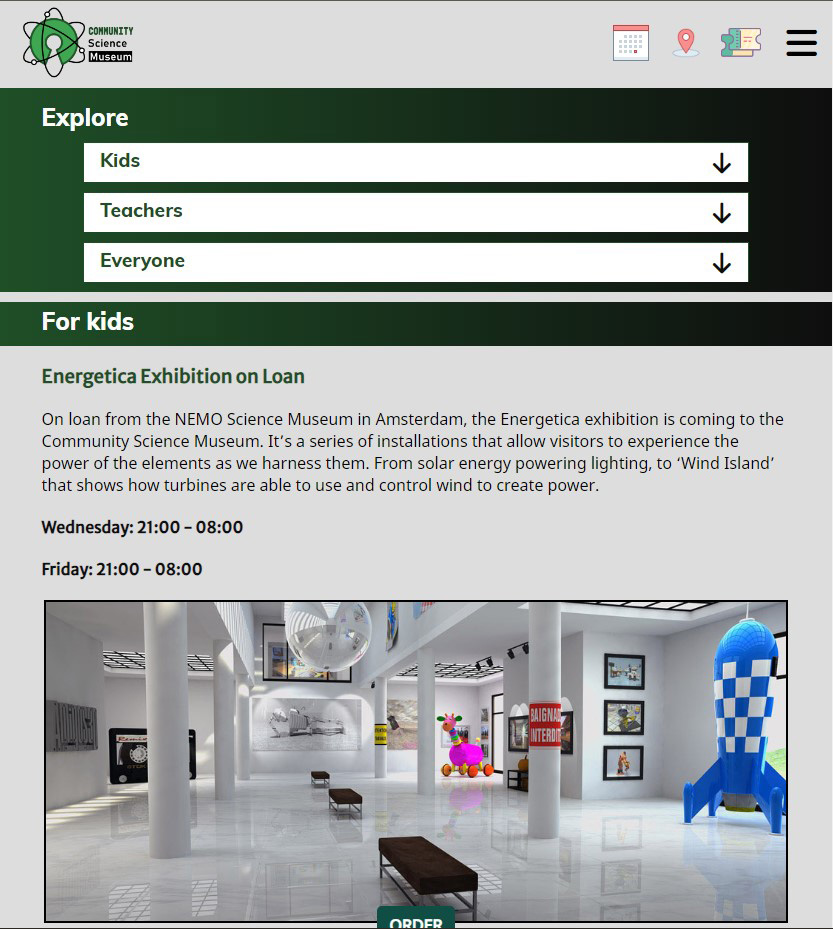 COMMUNITY
Science
Museum
Explore
Kids
Teachers
Everyone
For kids
Energetica Exhibition on Loan
On loan from the NEMO Science Museum in Amsterdam, the Energetica exhibition is coming to the
Community Science Museum. It’s a series of installations that allow visitors to experience the
power of the elements as we harness them. From solar energy powering lighting, to ‘Wind Island’
that shows how turbines are able to use and control wind to create power.
Wednesday: 21:00 – 08:00
Friday: 21:00 – 08:00
BAIGNAD
INTERDIT
ORDER